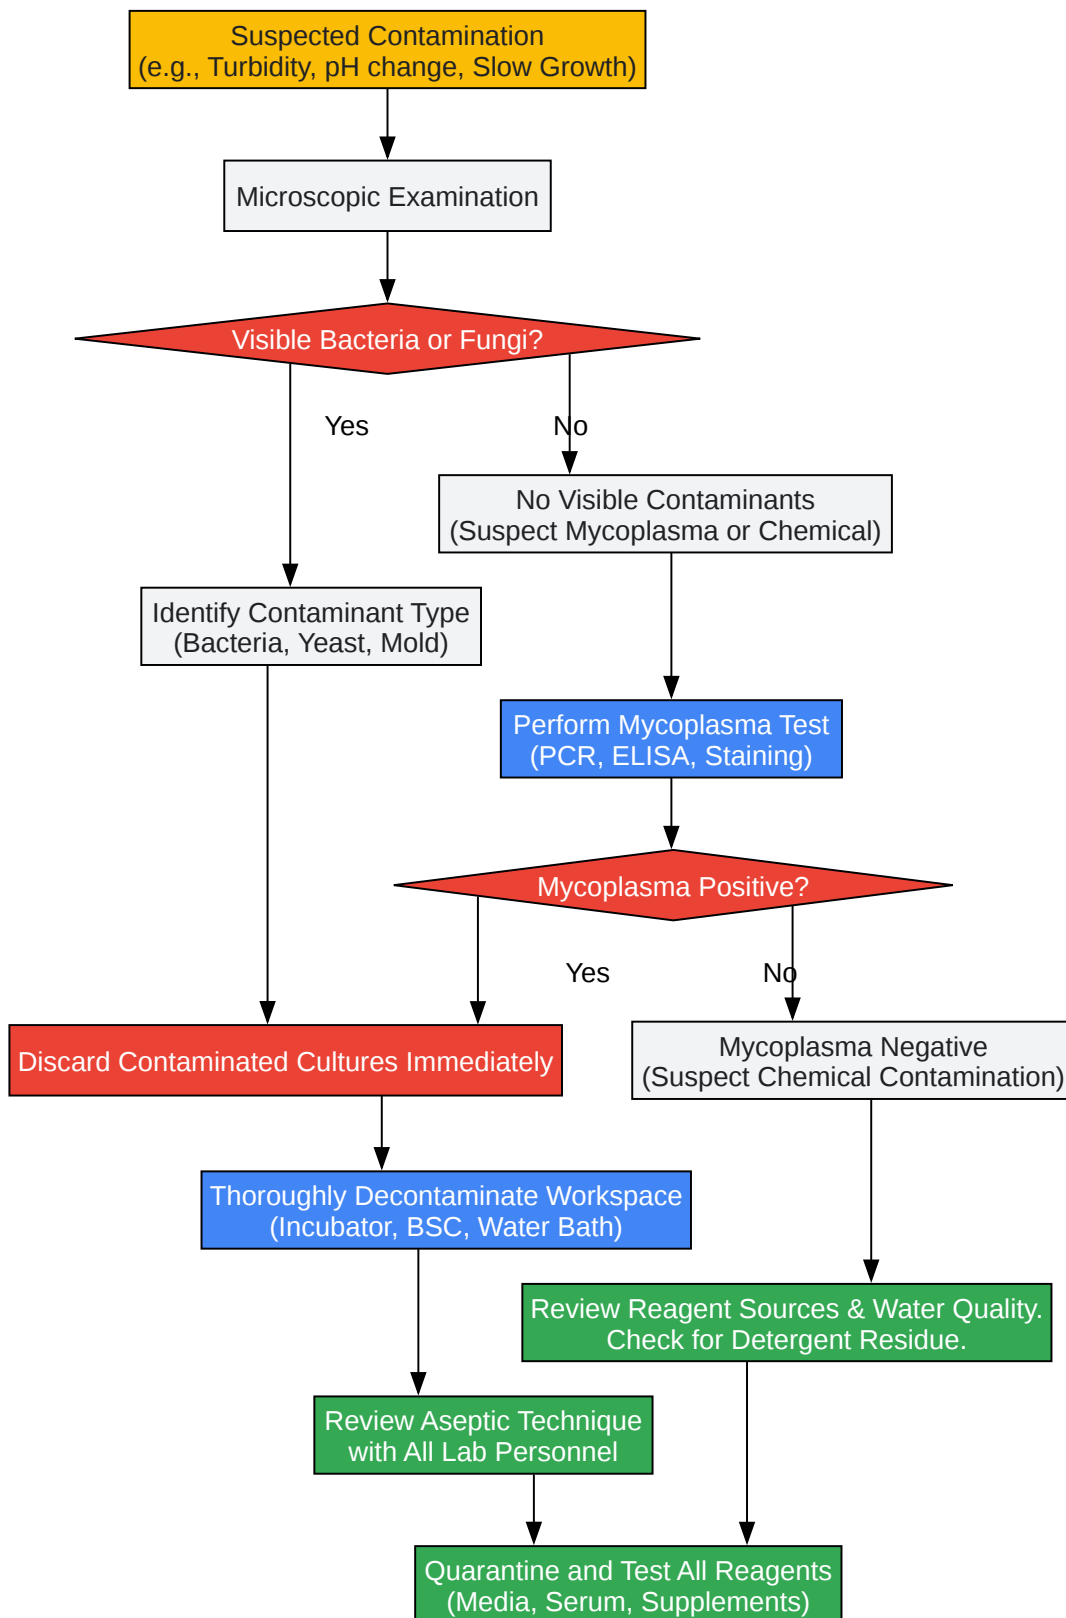 Suspected Contamination
(e.g., Turbidity, pH change, Slow Growth)
Microscopic Examination
Visible Bacteria or Fungi?
Yes
No
No Visible Contaminants
(Suspect Mycoplasma or Chemical)
Identify Contaminant Type
(Bacteria, Yeast, Mold)
Perform Mycoplasma Test
(PCR, ELISA, Staining)
Mycoplasma Positive?
Yes
No
Discard Contaminated Cultures Immediately
Mycoplasma Negative
(Suspect Chemical Contamination)
Thoroughly Decontaminate Workspace
(Incubator, BSC, Water Bath)
Review Reagent Sources & Water Quality.
Check for Detergent Residue.
Review Aseptic Technique
with All Lab Personnel
Quarantine and Test All Reagents
(Media, Serum, Supplements)